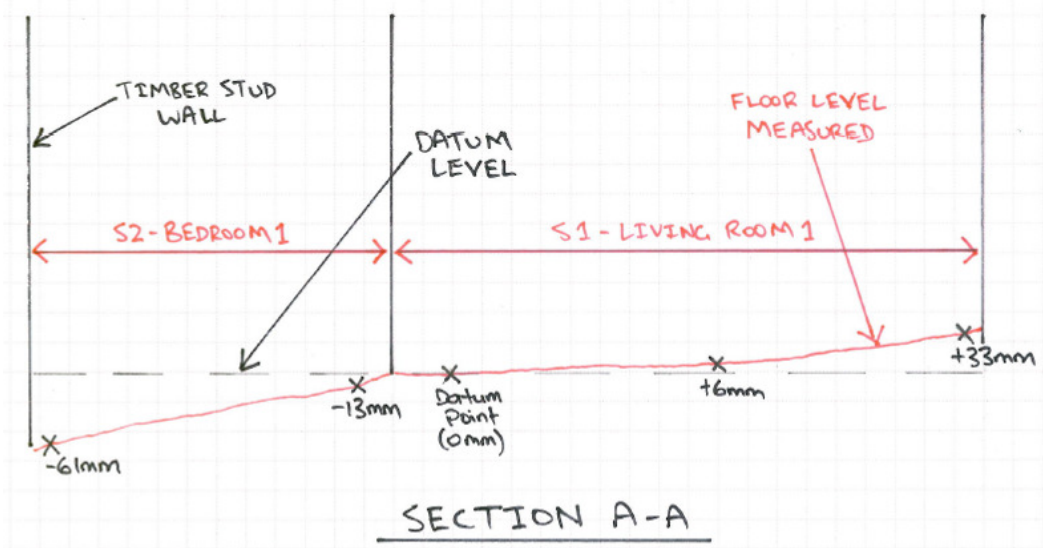 TIMBER STUD
WALL
DATUM
LEVEL
FLOOR LEVEL
MEASURED
S2-BEDROOM 1
S1-LIVING ROOM 1
-61mm
-13mm
Datum
Point
(0mm)
+6mm
+33mm
SECTION A-A